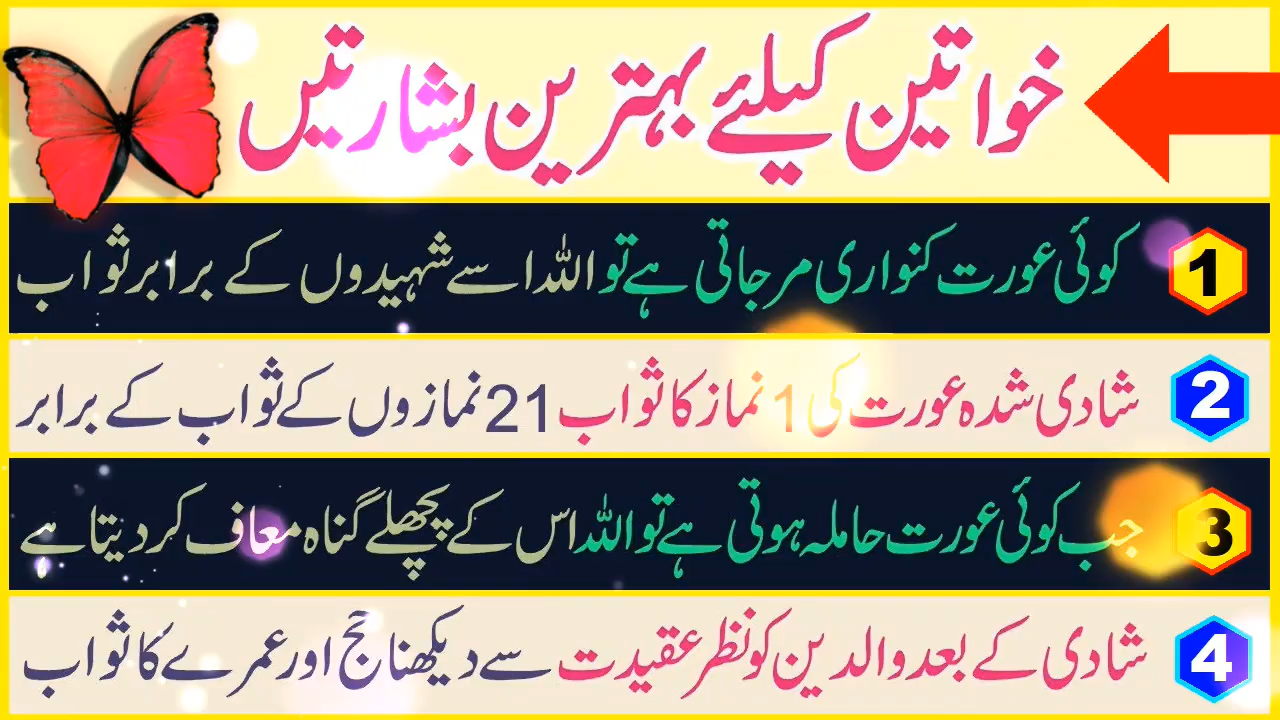 خواتین کیلئے بہترین بشارتیں
1 کوئی عورت کنواری مر جاتی ہے تو اللہ اسے شہیدوں کے برابر ثواب
2 شادی شدہ عورت کی 1 نماز کا ثواب 21 نمازوں کے ثواب کے برابر
3 جب کوئی عورت حاملہ ہوتی ہے تو اللہ اس کے پچھلے گناہ معاف کر دیتا ہے
4 شادی کے بعد والدین کو نظر عقیدت سے دیکھنا حج اور عمرے کا ثواب